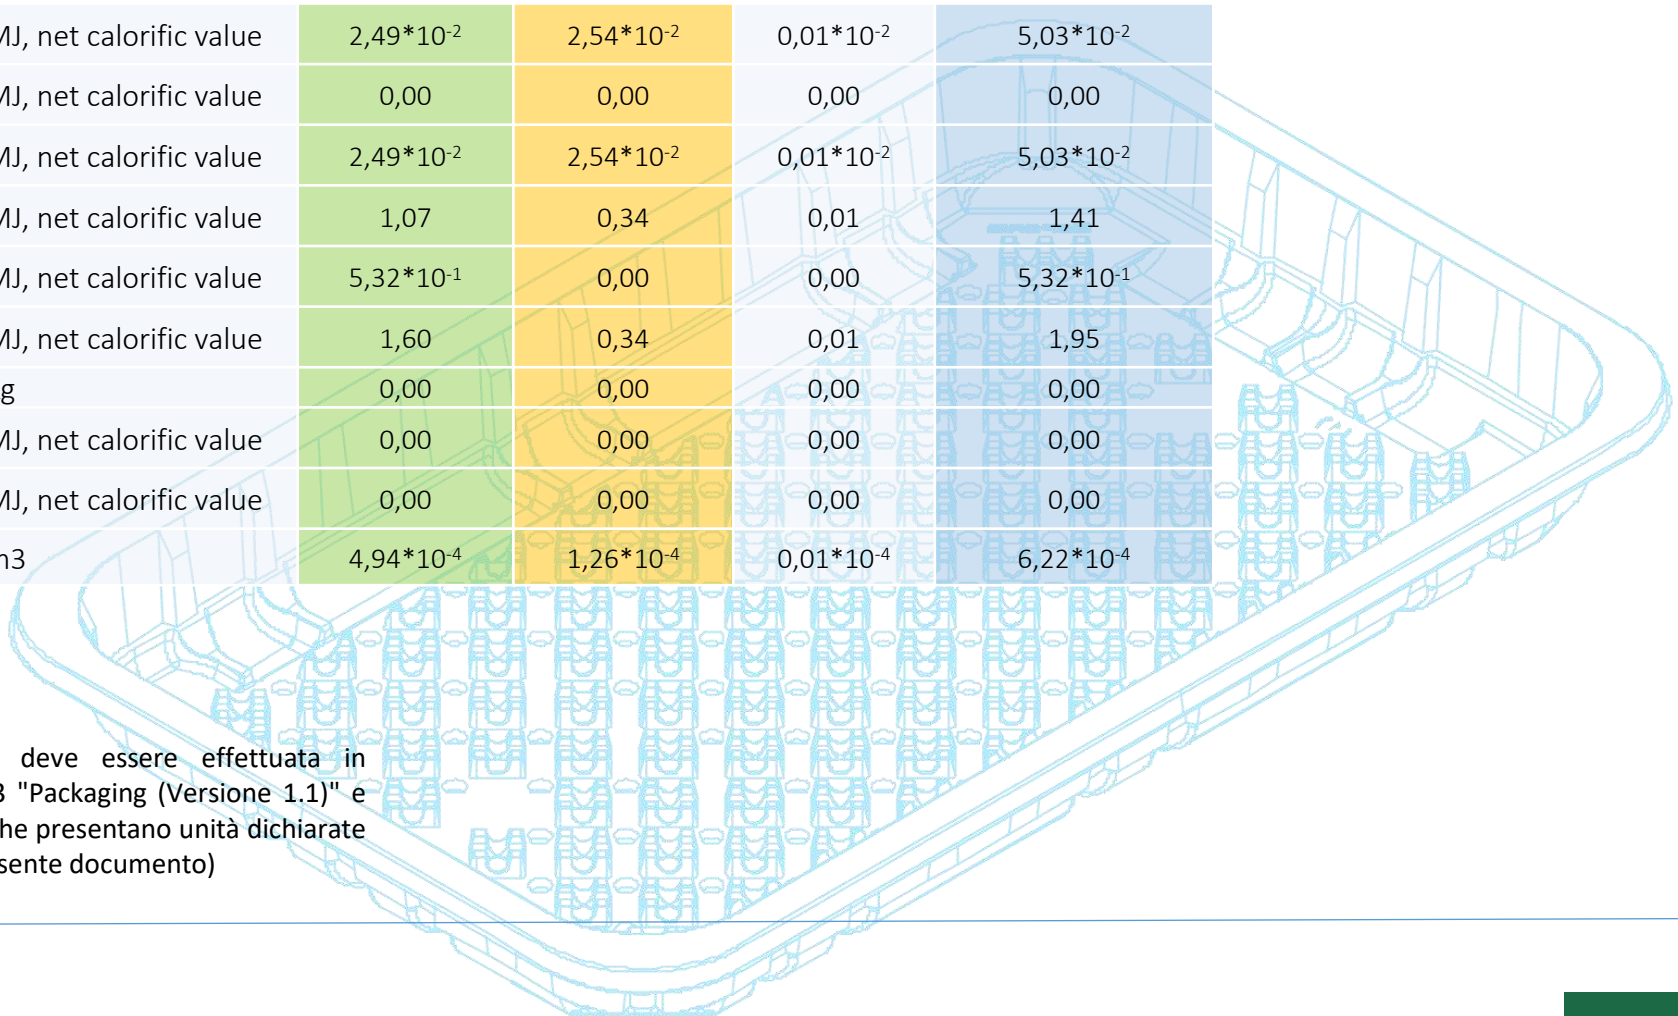 MJ, net calorific value 2,49*10-2 2,54*10-2 0,01*10-2 5,03*10-2
MJ, net calorific value 0,00 0,00 0,00 0,00
MJ, net calorific value 2,49*10-2 2,54*10-2 0,01*10-2 5,03*10-2
MJ, net calorific value 1,07 0,34 0,01 1,41
MJ, net calorific value 5,32*10-1 0,00 0,00 5,32*10-1
MJ, net calorific value 1,60 0,34 0,01 1,95
g 0,00 0,00 0,00 0,00
MJ, net calorific value 0,00 0,00 0,00 0,00
MJ, net calorific value 0,00 0,00 0,00 0,00
4,94*10-4 1,26*10-4 0,01*10-4 6,22*10-4
deve essere effettuata in
"Packaging (Versione 1.1)" e
che presentano unità dichiarate
documento)